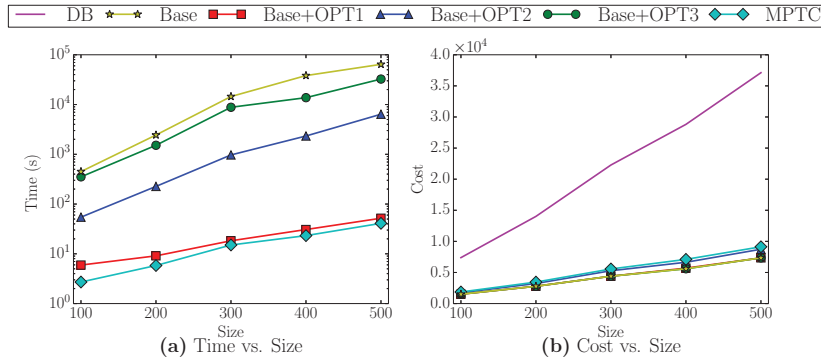 DB Base Base+OPT1 Base+OPT2 Base+OPT3 MPTC
Time (s)
10^5
10^4
10^3
10^2
10^1
10^0
100 200 300 400 500
Size
(a) Time vs. Size
×10^4
Cost
4.0
3.5
3.0
2.5
2.0
1.5
1.0
0.5
0.0
100 200 300 400 500
Size
(b) Cost vs. Size